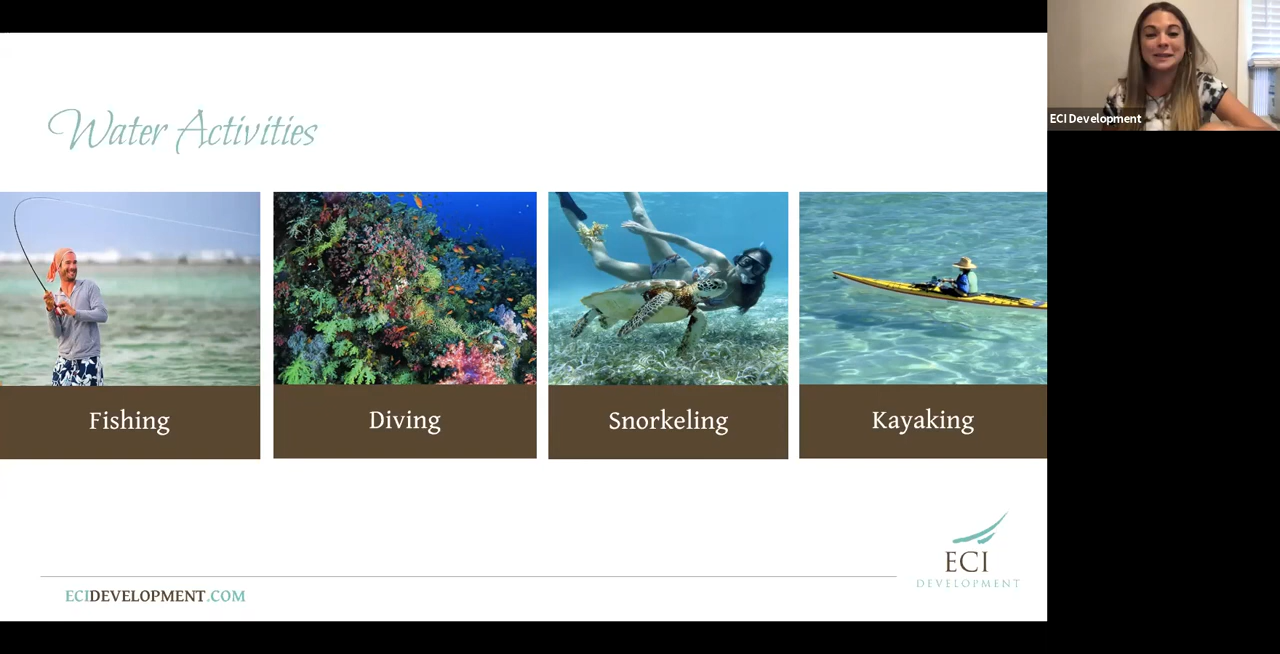 ECI Development
Water Activities
Fishing
Diving
Snorkeling
Kayaking
ECI
DEVELOPMENT
ECIDEVELOPMENT.COM